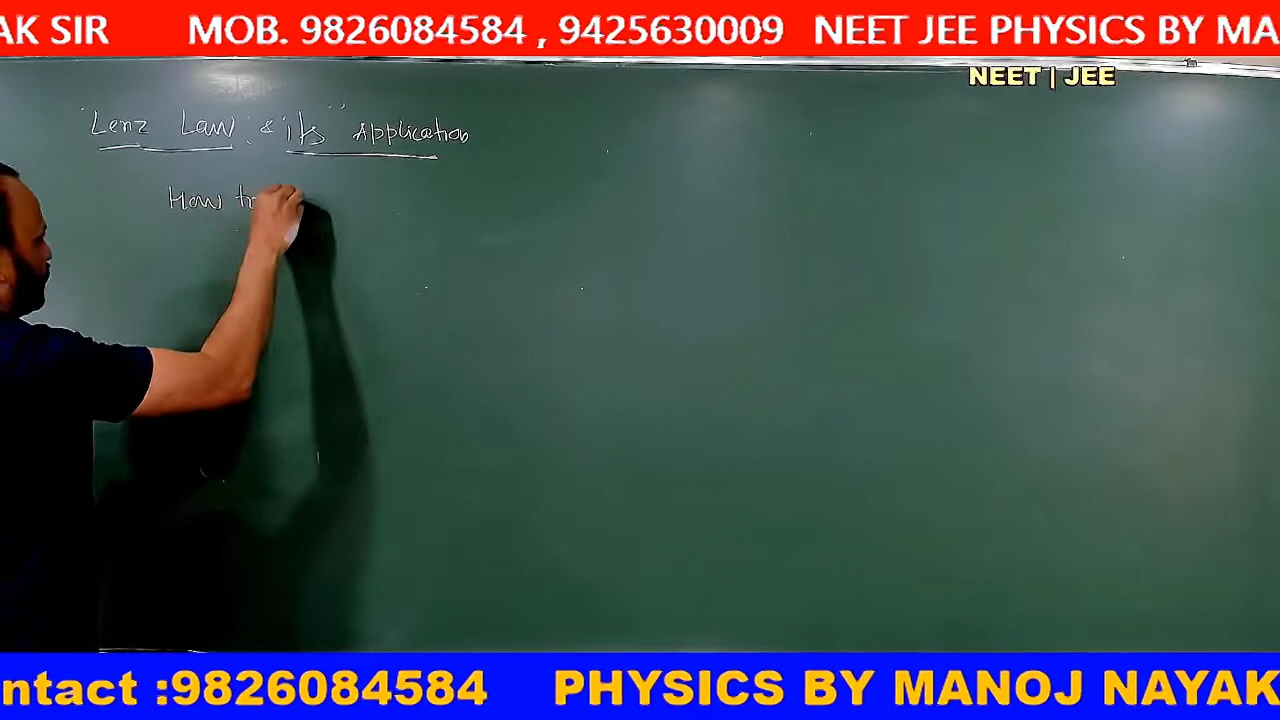 AK SIR MOB. 9826084584 , 9425630009 NEET JEE PHYSICS BY MA
NEET | JEE
"Lenz Law" & "its" Application
How to
ntact :9826084584 PHYSICS BY MANOJ NAYAK